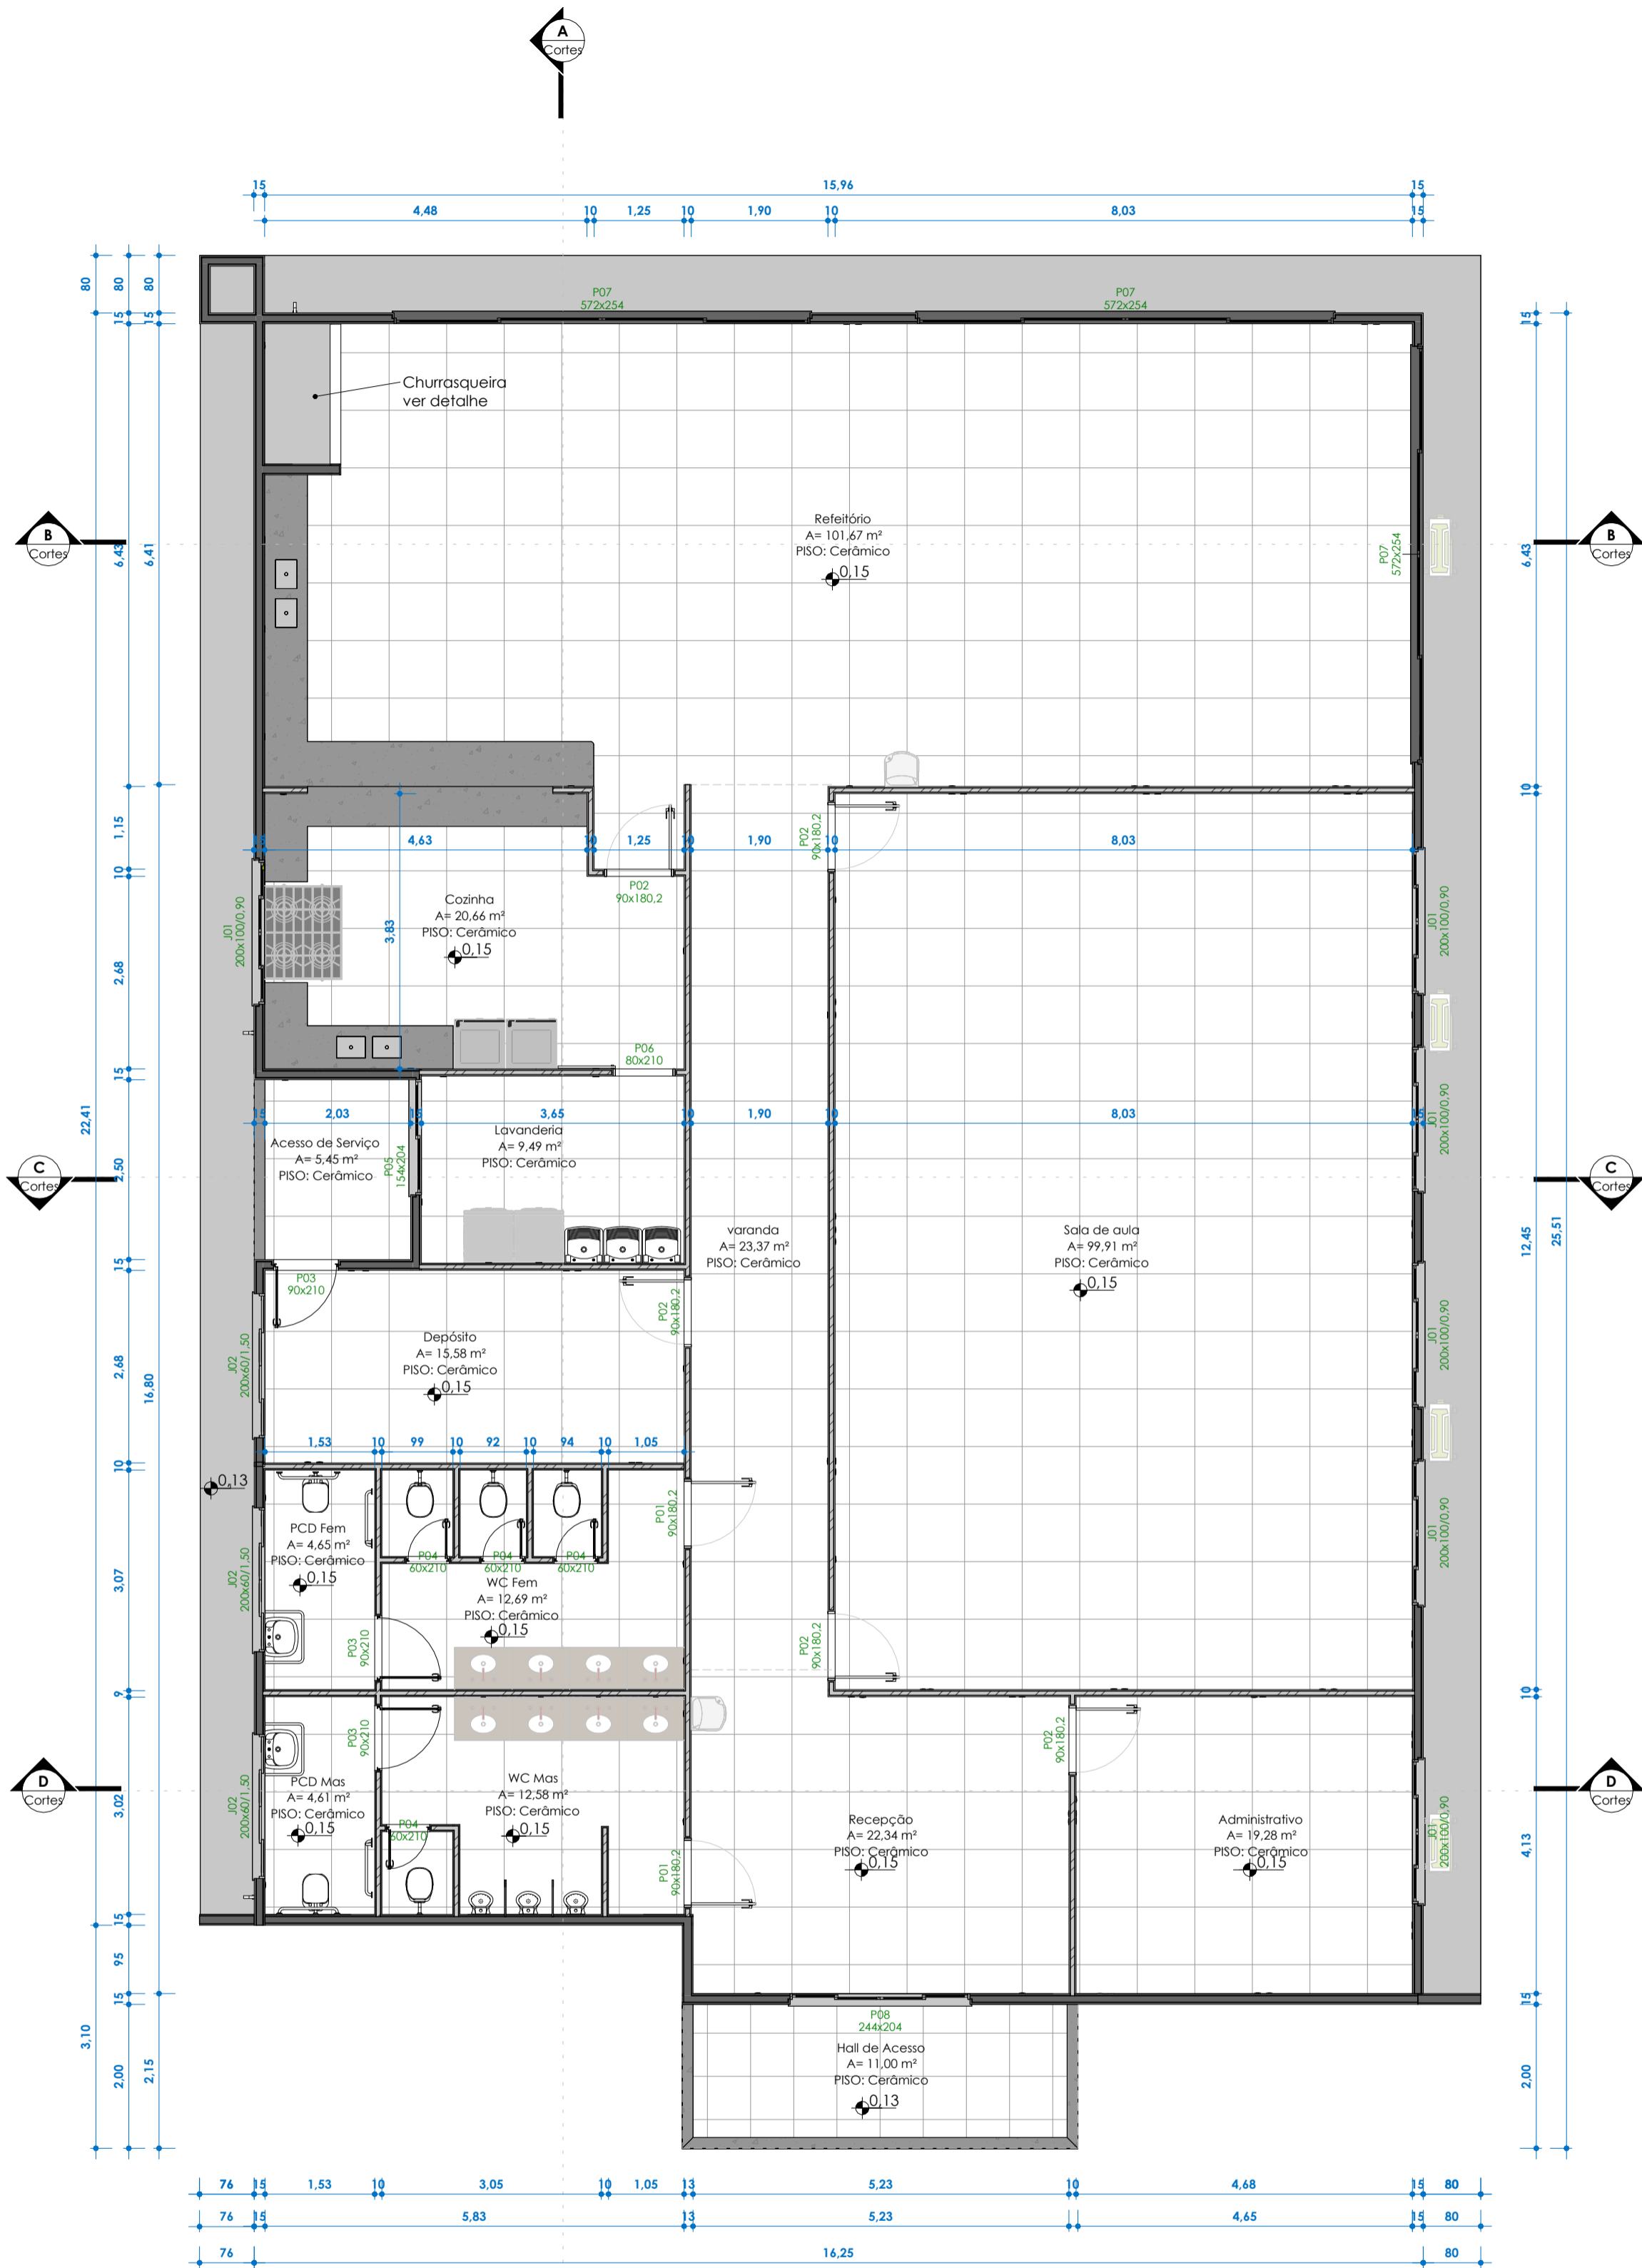 A
Cortes
15
15,96
15
4,48
10
1,25
10
1,90
10
8,03
15
80
80
80
15
15
15
P07
572x254
P07
572x254
Churrasqueira
ver detalhe
B
Cortes
B
Cortes
6,43
6,41
6,43
Refeitório
A= 101,67 m²
PISO: Cerâmico
0,15
P07
572x254
10
1,15
10
4,63
10
1,25
10
1,90
10
8,03
P02
90x180,2
P02
90x180,2
Cozinha
A= 20,66 m²
PISO: Cerâmico
0,15
3,83
J01
200x100/0,90
J01
200x100/0,90
2,68
P06
80x210
15
15
2,03
15
3,65
10
1,90
10
8,03
15
J01
200x100/0,90
22,41
Lavanderia
A= 9,49 m²
PISO: Cerâmico
Acesso de Serviço
A= 5,45 m²
PISO: Cerâmico
P05
154x204
C
Cortes
C
Cortes
2,50
varanda
A= 23,37 m²
PISO: Cerâmico
Sala de aula
A= 99,91 m²
PISO: Cerâmico
0,15
12,45
25,51
15
P03
90x210
P02
90x180,2
Depósito
A= 15,58 m²
PISO: Cerâmico
0,15
J02
200x60/1,50
J01
200x100/0,90
2,68
16,80
1,53
10
99
10
92
10
94
10
1,05
10
0,13
P01
90x180,2
J01
200x100/0,90
PCD Fem
A= 4,65 m²
PISO: Cerâmico
0,15
P04
60x210
P04
60x210
P04
60x210
WC Fem
A= 12,69 m²
PISO: Cerâmico
0,15
J02
200x60/1,50
3,07
P03
90x210
P02
90x180,2
9
10
P03
90x210
P02
90x180,2
D
Cortes
D
Cortes
PCD Mas
A= 4,61 m²
PISO: Cerâmico
0,15
WC Mas
A= 12,58 m²
PISO: Cerâmico
0,15
J02
200x60/1,50
3,02
P04
60x210
P01
90x180,2
Recepção
A= 22,34 m²
PISO: Cerâmico
0,15
Administrativo
A= 19,28 m²
PISO: Cerâmico
0,15
J01
200x100/0,90
4,13
15
95
15
15
P08
244x204
Hall de Acesso
A= 11,00 m²
PISO: Cerâmico
0,13
3,10
2,00
2,15
2,00
76
15
1,53
10
3,05
10
1,05
13
5,23
10
4,68
15
80
76
15
5,83
13
5,23
4,65
15
80
76
16,25
80